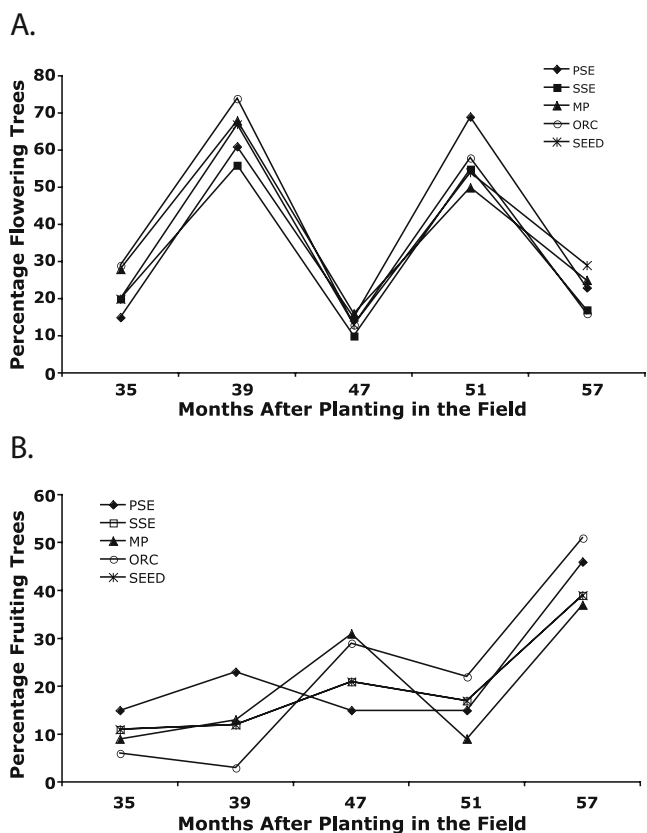 A.
80
70
60
50
40
30
20
10
0
Percentage Flowering Trees
PSE
SSE
MP
ORC
SEED
35 39 47 51 57
Months After Planting in the Field
B.
60
50
40
30
20
10
0
Percentage Fruiting Trees
PSE
SSE
MP
ORC
SEED
35 39 47 51 57
Months After Planting in the Field